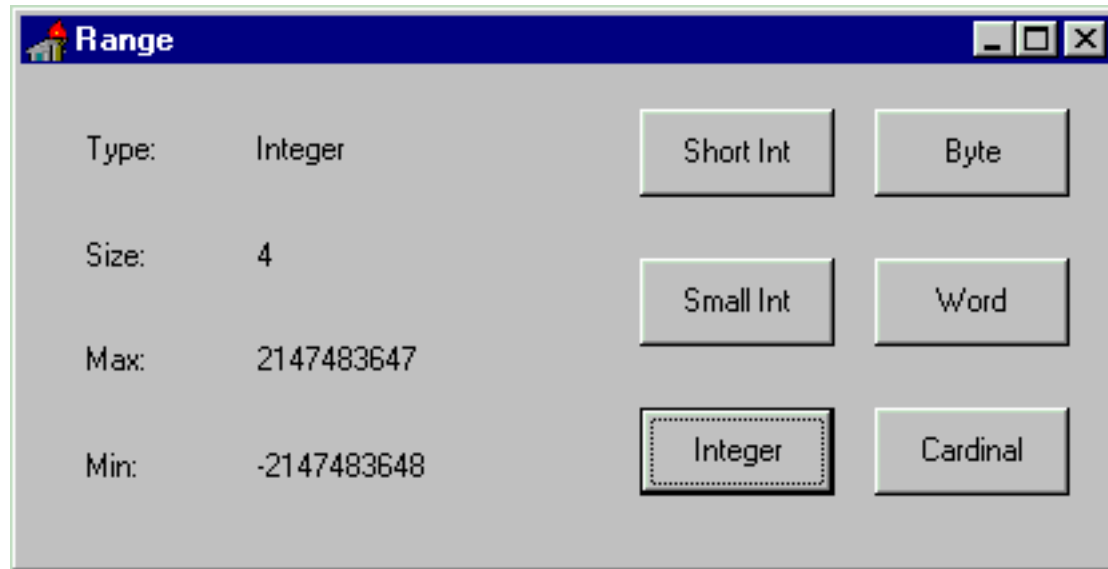 Range
Type: Integer
Size: 4
Max: 2147483647
Min: -2147483648
Short Int
Byte
Small Int
Word
Integer
Cardinal